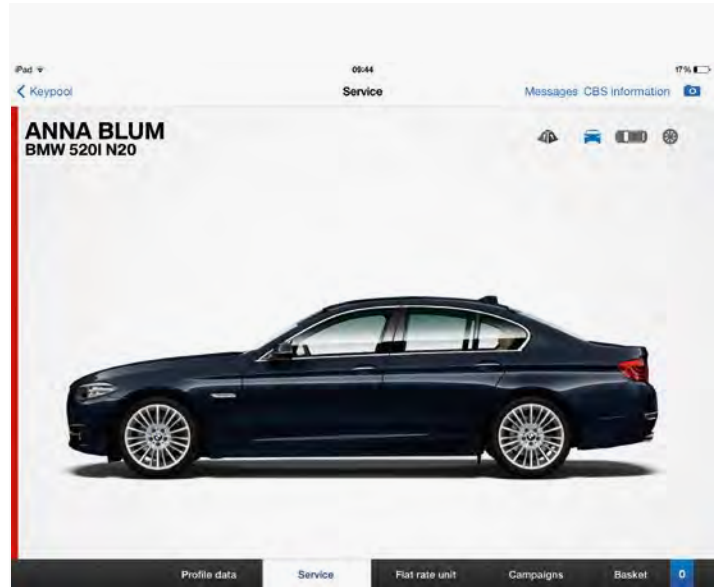 iPad 09:44 17%
Keypool Service Messages CBS information
ANNA BLUM
BMW 520I N20
Profile data Service Flat rate unit Campaigns Basket 0